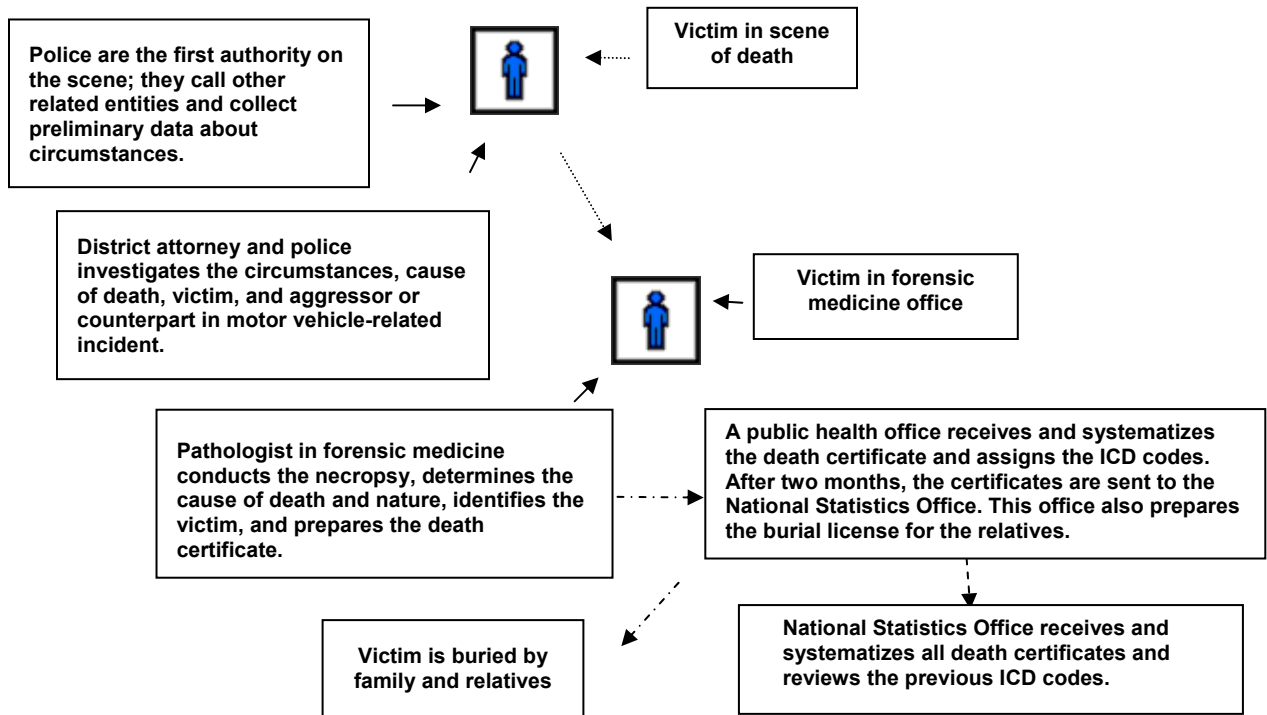 Police are the first authority on
the scene; they call other
related entities and collect
preliminary data about
circumstances.
Victim in scene
of death
District attorney and police
investigates the circumstances, cause
of death, victim, and aggressor or
counterpart in motor vehicle-related
incident.
Victim in forensic
medicine office
Pathologist in forensic medicine
conducts the necropsy, determines the
cause of death and nature, identifies the
victim, and prepares the death
certificate.
A public health office receives and systematizes
the death certificate and assigns the ICD codes.
After two months, the certificates are sent to the
National Statistics Office. This office also prepares
the burial license for the relatives.
Victim is buried by
family and relatives
National Statistics Office receives and
systematizes all death certificates and
reviews the previous ICD codes.